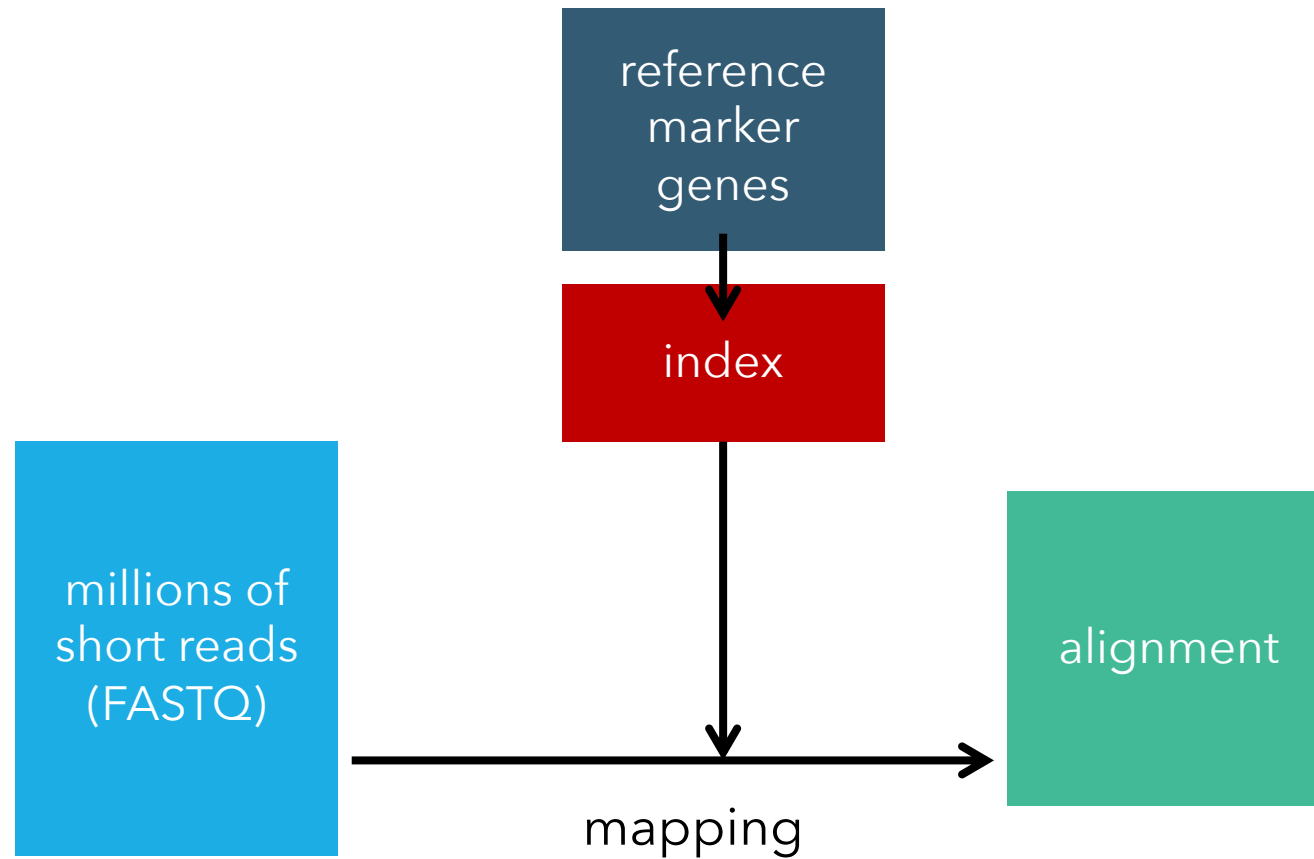 reference
marker
genes
index
millions of
short reads
(FASTQ)
alignment
mapping